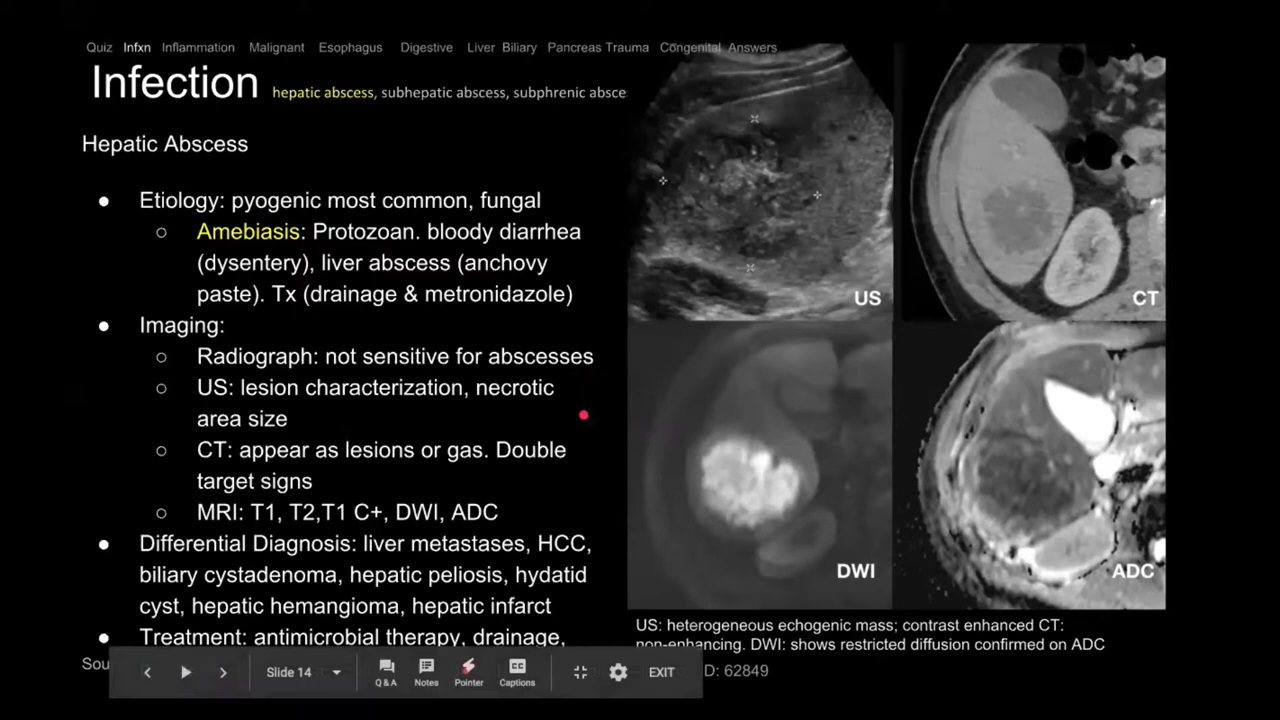 Quiz Infxn Inflammation Malignant Esophagus Digestive Liver Biliary Pancreas Trauma Congenital Answers
Infection hepatic abscess, subhepatic abscess, subphrenic absce
Hepatic Abscess
● Etiology: pyogenic most common, fungal
○ Amebiasis: Protozoan. bloody diarrhea
(dysentery), liver abscess (anchovy
paste). Tx (drainage & metronidazole)
● Imaging:
○ Radiograph: not sensitive for abscesses
○ US: lesion characterization, necrotic
area size
○ CT: appear as lesions or gas. Double
target signs
○ MRI: T1, T2,T1 C+, DWI, ADC
● Differential Diagnosis: liver metastases, HCC,
biliary cystadenoma, hepatic peliosis, hydatid
cyst, hepatic hemangioma, hepatic infarct
● Treatment: antimicrobial therapy, drainage,
Sou
US
CT
DWI
ADC
US: heterogeneous echogenic mass; contrast enhanced CT:
non-enhancing. DWI: shows restricted diffusion confirmed on ADC
D: 62849
Slide 14
Q & A
Notes
Pointer
CC
Captions
EXIT